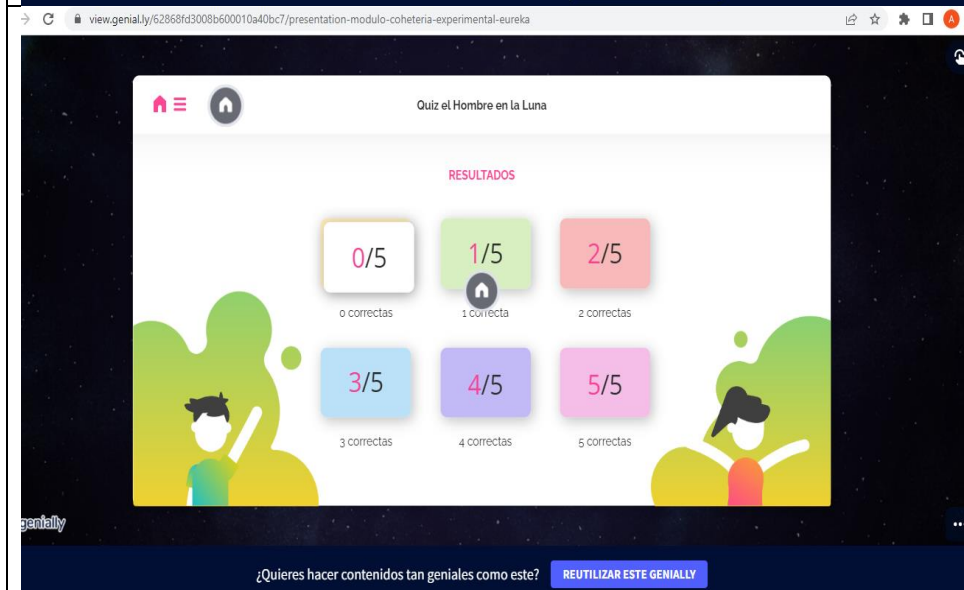 view.genial.ly/62868fd3008b600010a40bc7/presentation-modulo-coheteria-experimental-eureka
A
Quiz el Hombre en la Luna
RESULTADOS
0/5
1/5
2/5
0 correctas
1 correcta
2 correctas
3/5
4/5
5/5
3 correctas
4 correctas
5 correctas
genially
¿Quieres hacer contenidos tan geniales como este?
REUTILIZAR ESTE GENIALLY